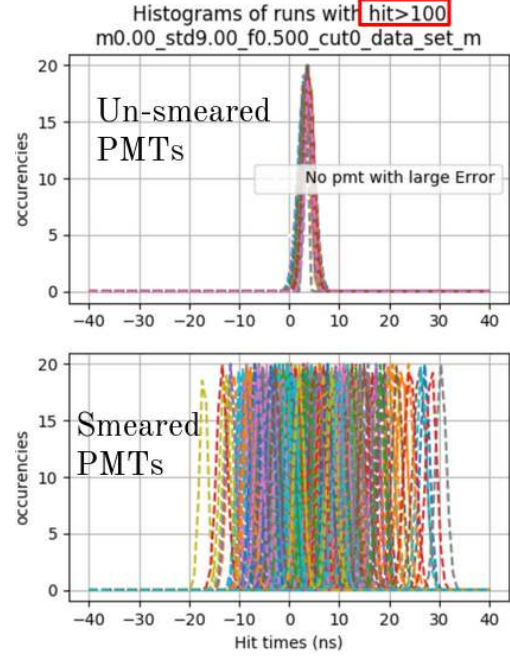 Histograms of runs with hit>100
m0.00_std9.00_f0.500_cut0_data_set_m
20
15
10
5
0
occurencies
Un-smeared
PMTs
No pmt with large Error
−40 −30 −20 −10 0 10 20 30 40
20
15
10
5
0
occurencies
Smeared
PMTs
−40 −30 −20 −10 0 10 20 30 40
Hit times (ns)